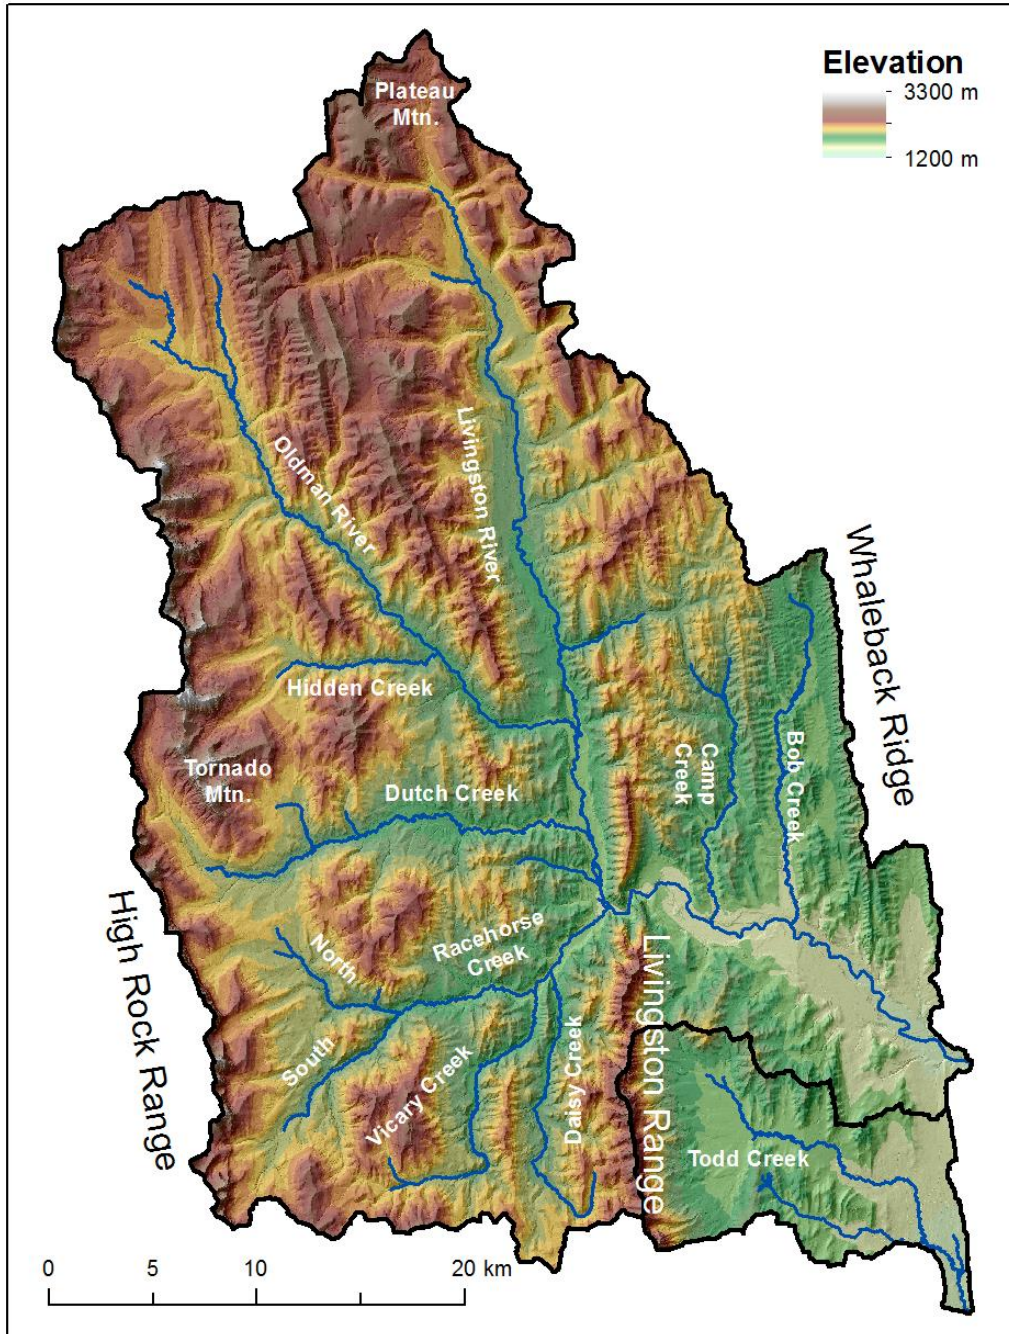 Elevation
3300 m
1200 m
Plateau
Mtn.
Oldman River
Livingston River
Whaleback Ridge
Hidden Creek
Tornado
Mtn.
Camp
Creek
Bob Creek
Dutch Creek
High Rock Range
North
Racehorse
Creek
Livingston Range
South
Vicary Creek
Daisy Creek
Todd Creek
0 5 10 20 km